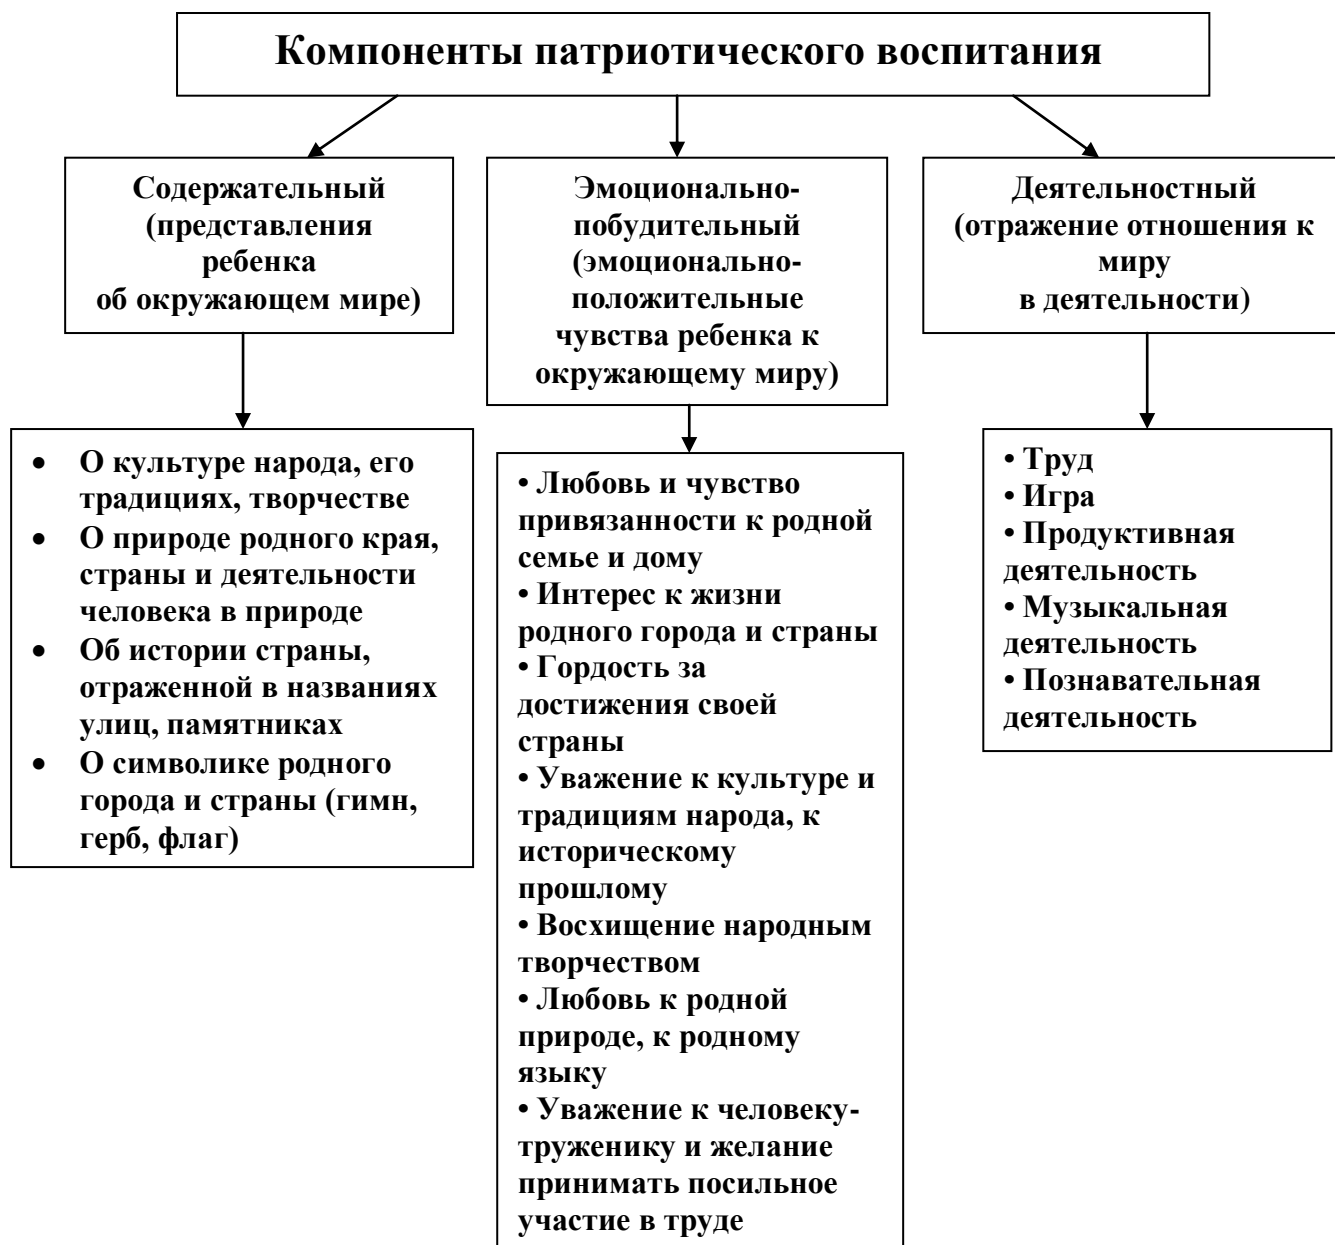 Компоненты патриотического воспитания
Содержательный
(представления
ребенка
об окружающем мире)
Эмоционально-
побудительный
(эмоционально-
положительные
чувства ребенка к
окружающему миру)
Деятельностный
(отражение отношения к
миру
в деятельности)
• О культуре народа, его
традициях, творчестве
• О природе родного края,
страны и деятельности
человека в природе
• Об истории страны,
отраженной в названиях
улиц, памятниках
• О символике родного
города и страны (гимн,
герб, флаг)
• Любовь и чувство
привязанности к родной
семье и дому
• Интерес к жизни
родного города и страны
• Гордость за
достижения своей
страны
• Уважение к культуре и
традициям народа, к
историческому
прошлому
• Восхищение народным
творчеством
• Любовь к родной
природе, к родному
языку
• Уважение к человеку-
труженику и желание
принимать посильное
участие в труде
• Труд
• Игра
• Продуктивная
деятельность
• Музыкальная
деятельность
• Познавательная
деятельность